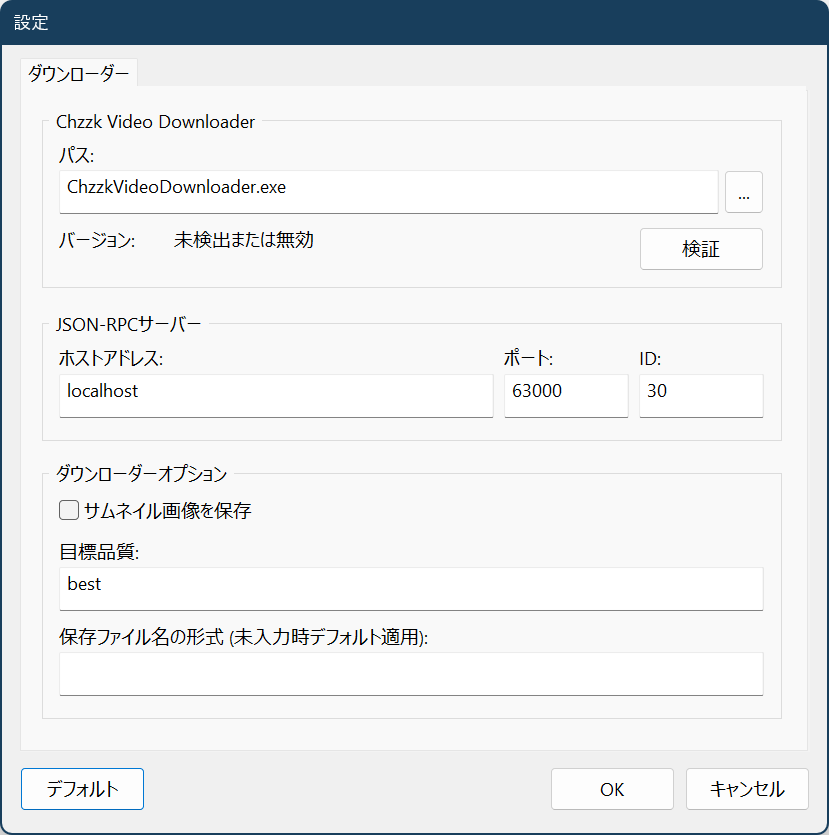 設定
ダウンローダー
Chzzk Video Downloader
パス:
ChzzkVideoDownloader.exe
...
バージョン: 未検出または無効
検証
JSON-RPCサーバー
ホストアドレス: ポート: ID:
localhost 63000 30
ダウンローダーオプション
サムネイル画像を保存
目標品質:
best
保存ファイル名の形式 (未入力時デフォルト適用):
デフォルト OK キャンセル